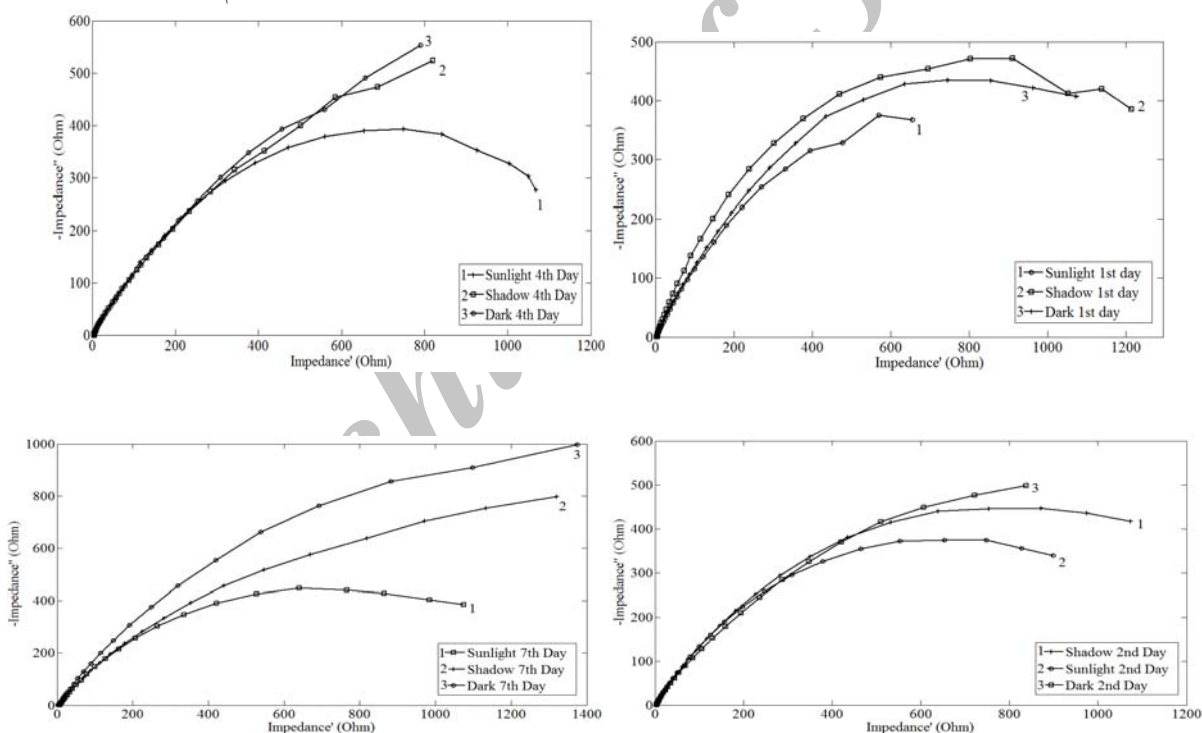 600
500
400
300
200
100
0
-Impedance" (Ohm)
3
2
1
1 Sunlight 4th Day
2 Shadow 4th Day
3 Dark 4th Day
0 200 400 600 800 1000 1200
Impedance' (Ohm)
500
400
300
200
100
0
-Impedance" (Ohm)
1
3
2
1 Sunlight 1st day
2 Shadow 1st day
3 Dark 1st day
0 200 400 600 800 1000 1200
Impedance' (Ohm)
1000
800
600
400
200
0
-Impedance" (Ohm)
3
2
1
1 Sunlight 7th Day
2 Shadow 7th Day
3 Dark 7th Day
0 200 400 600 800 1000 1200 1400
Impedance' (Ohm)
600
500
400
300
200
100
0
-Impedance" (Ohm)
3
1
2
1 Shadow 2nd Day
2 Sunlight 2nd Day
3 Dark 2nd Day
0 200 400 600 800 1000 1200
Impedance' (Ohm)